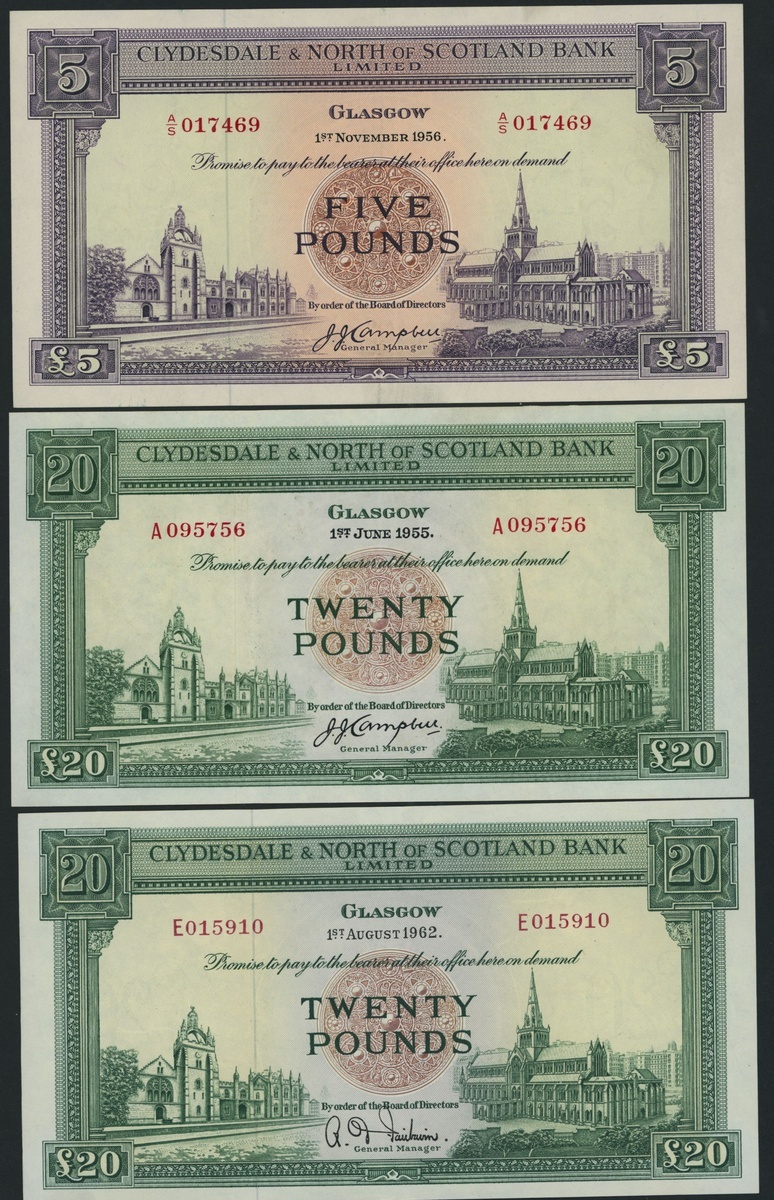 5 CLYDESDALE & NORTH OF SCOTLAND BANK 5
LIMITED
GLASGOW
A/S 017469 A/S 017469
1ST NOVEMBER 1956.
Promise to pay to the bearer at their office here on demand
FIVE
POUNDS
By order of the Board of Directors
J.J. Campbell
General Manager
£5 £5
20 CLYDESDALE & NORTH OF SCOTLAND BANK 20
LIMITED
GLASGOW
A 095756 A 095756
1ST JUNE 1955.
Promise to pay to the bearer at their office here on demand
TWENTY
POUNDS
By order of the Board of Directors
J.J. Campbell.
General Manager
£20 £20
20 CLYDESDALE & NORTH OF SCOTLAND BANK 20
LIMITED
GLASGOW
E 015910 E 015910
1ST AUGUST 1962.
Promise to pay to the bearer at their office here on demand
TWENTY
POUNDS
By order of the Board of Directors
R. D. Fairbairn.
General Manager
£20 £20